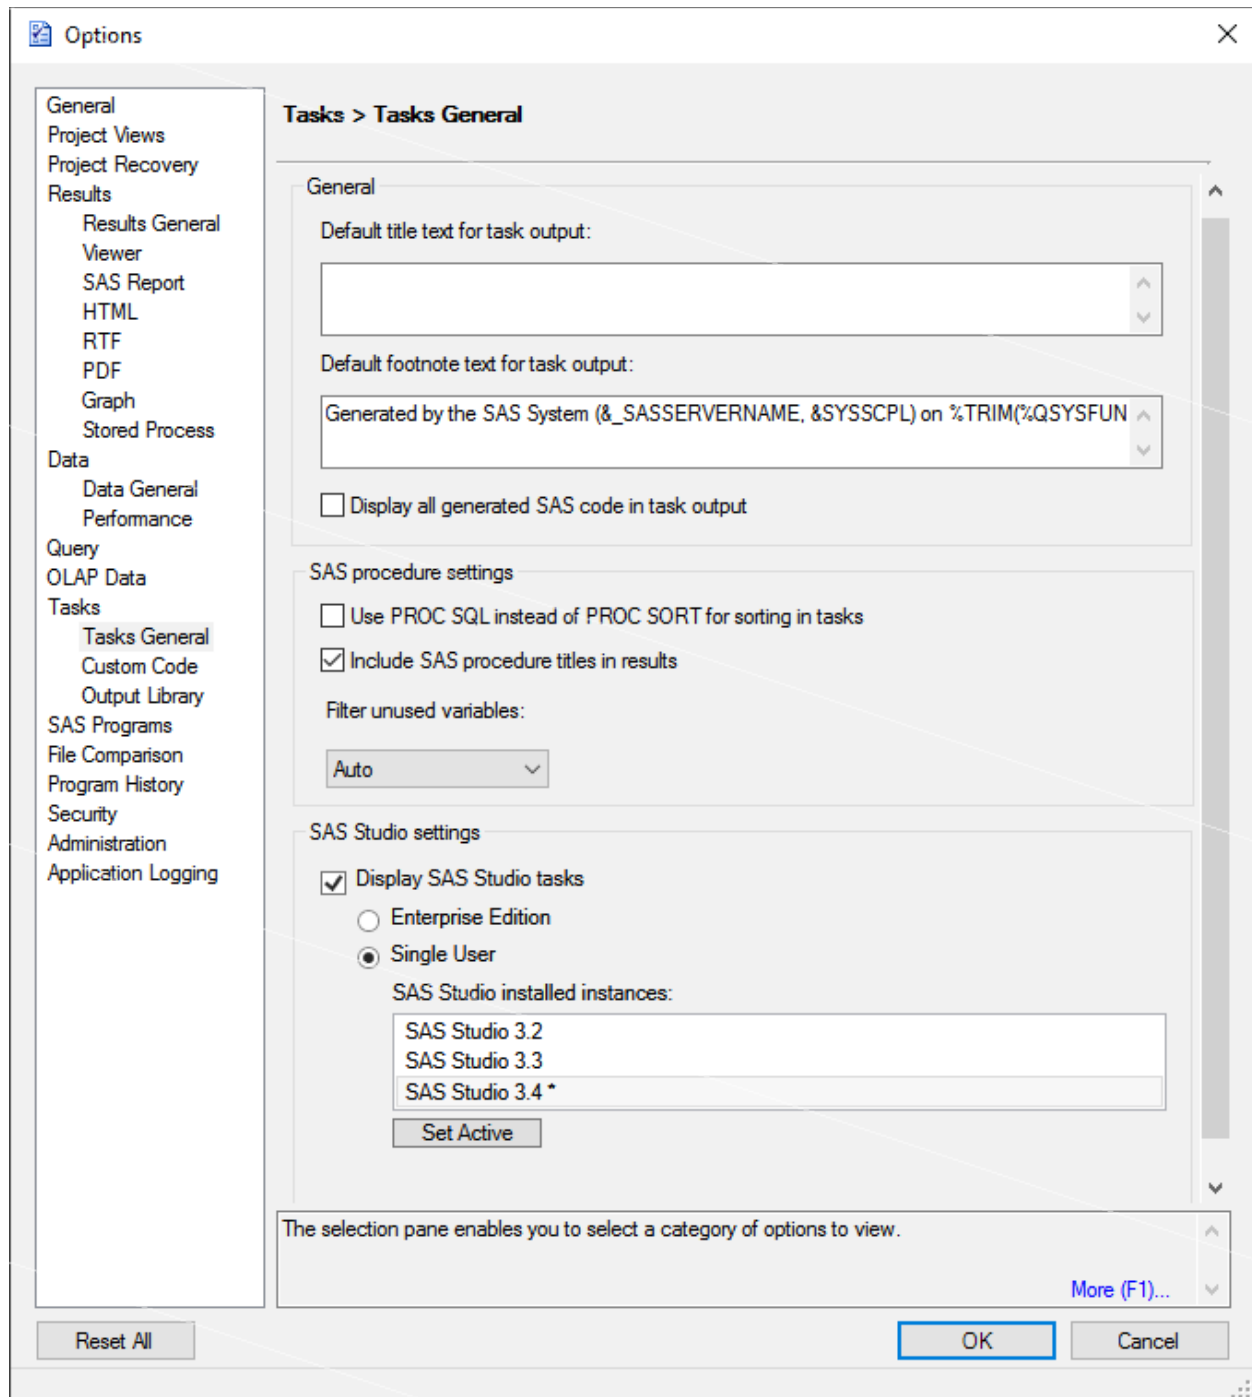 Options
General
Project Views
Project Recovery
Results
Results General
Viewer
SAS Report
HTML
RTF
PDF
Graph
Stored Process
Data
Data General
Performance
Query
OLAP Data
Tasks
Tasks General
Custom Code
Output Library
SAS Programs
File Comparison
Program History
Security
Administration
Application Logging
Tasks > Tasks General
General
Default title text for task output:
Default footnote text for task output:
Generated by the SAS System (&_SASSERVERNAME, &SYSSCPL) on %TRIM(%QSYSFUN
Display all generated SAS code in task output
SAS procedure settings
Use PROC SQL instead of PROC SORT for sorting in tasks
Include SAS procedure titles in results
Filter unused variables:
Auto
SAS Studio settings
Display SAS Studio tasks
Enterprise Edition
Single User
SAS Studio installed instances:
SAS Studio 3.2
SAS Studio 3.3
SAS Studio 3.4 *
Set Active
The selection pane enables you to select a category of options to view.
More (F1)...
Reset All
OK
Cancel